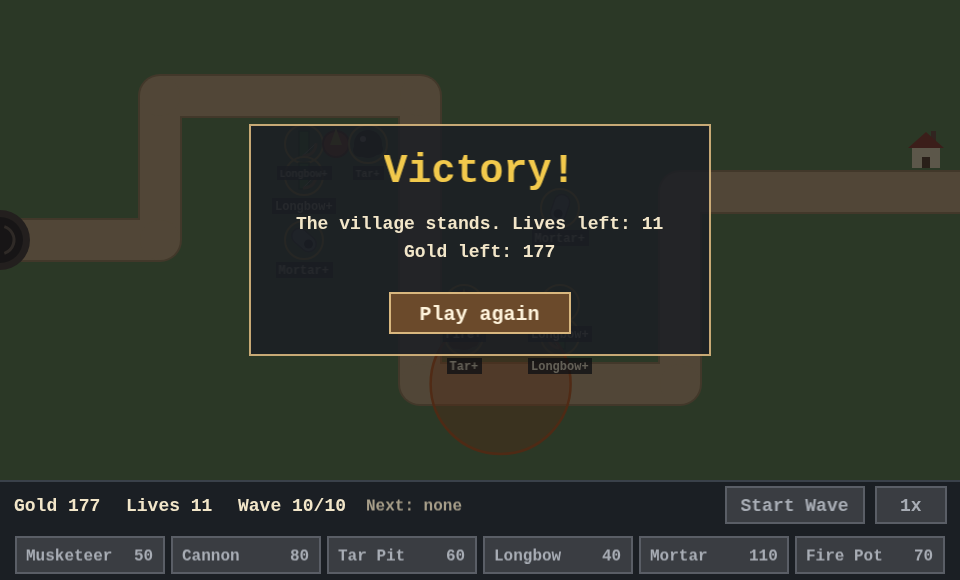 Victory!
Longbow+ Tar+
Longbow+
The village stands. Lives left: 11
Mortar+
Gold left: 177
Mortar+
Play again
Longbow+
Tar+ Longbow+
Gold 177 Lives 11 Wave 10/10 Next: none Start Wave 1x
Musketeer 50 Cannon 80 Tar Pit 60 Longbow 40 Mortar 110 Fire Pot 70